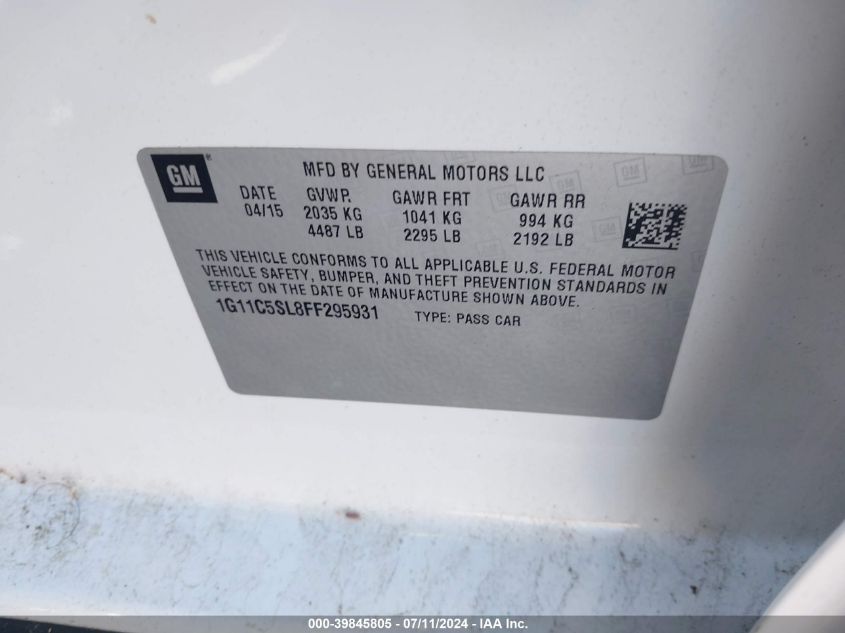 GM®
MFD BY GENERAL MOTORS LLC
DATE GVWP. GAWR FRT GAWR RR
04/15 2035 KG 1041 KG 994 KG
4487 LB 2295 LB 2192 LB
THIS VEHICLE CONFORMS TO ALL APPLICABLE U.S. FEDERAL MOTOR
VEHICLE SAFETY, BUMPER, AND THEFT PREVENTION STANDARDS IN
EFFECT ON THE DATE OF MANUFACTURE SHOWN ABOVE.
1G11C5SL8FF295931 TYPE: PASS CAR
000-39845805 - 07/11/2024 - IAA Inc.